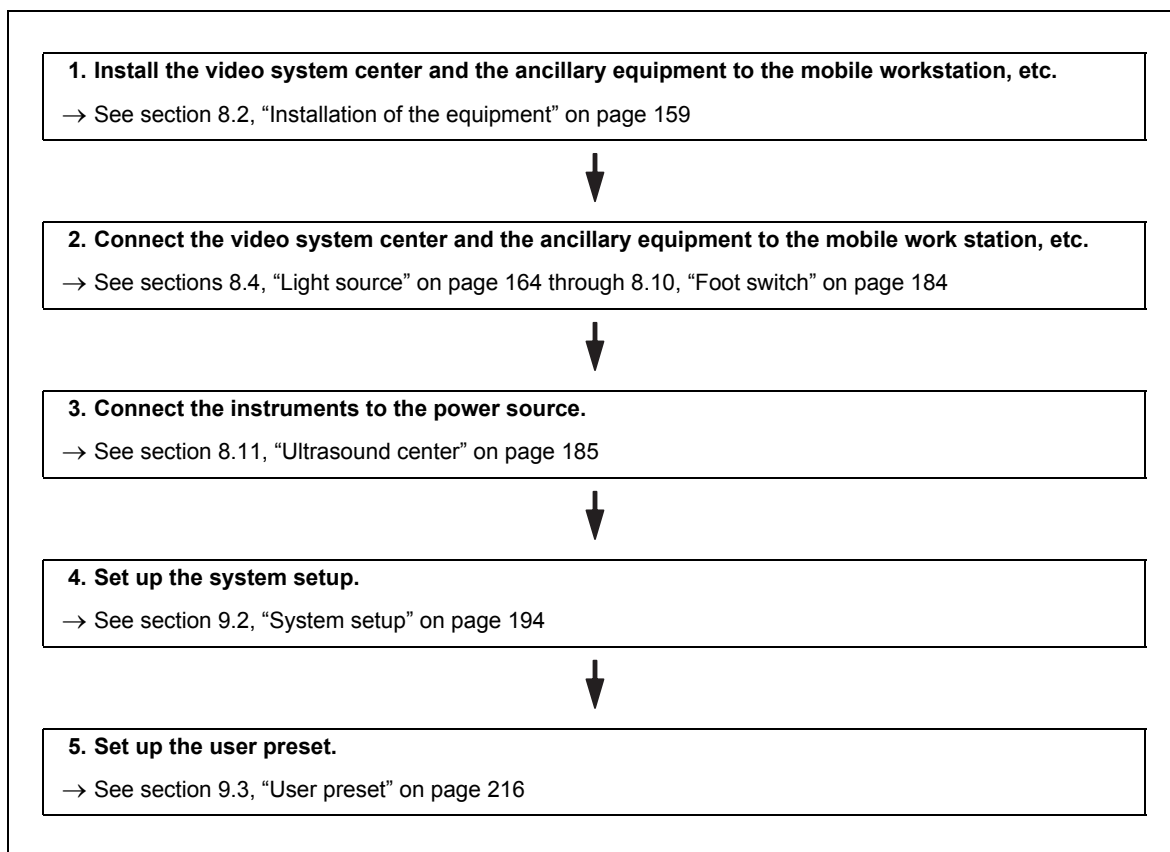 1. Install the video system center and the ancillary equipment to the mobile workstation, etc.
→ See section 8.2, “Installation of the equipment” on page 159
2. Connect the video system center and the ancillary equipment to the mobile work station, etc.
→ See sections 8.4, “Light source” on page 164 through 8.10, “Foot switch” on page 184
3. Connect the instruments to the power source.
→ See section 8.11, “Ultrasound center” on page 185
4. Set up the system setup.
→ See section 9.2, “System setup” on page 194
5. Set up the user preset.
→ See section 9.3, “User preset” on page 216